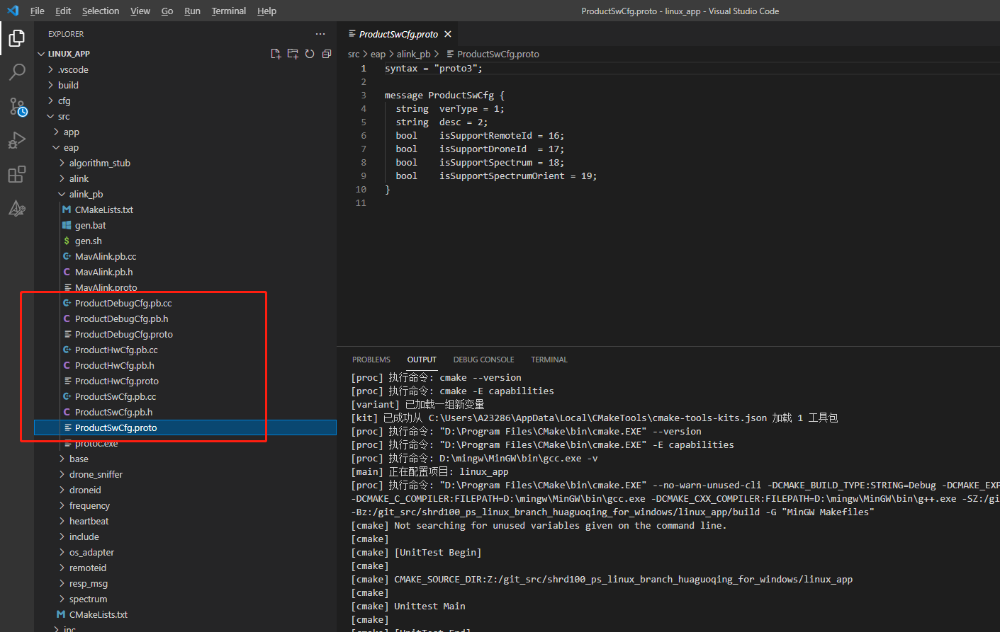 File Edit Selection View Go Run Terminal Help
ProductSwCfg.proto - linux_app - Visual Studio Code
EXPLORER
LINUX_APP
.vscode
build
cfg
src
app
eap
algorithm_stub
alink
alink_pb
CMakeLists.txt
gen.bat
gen.sh
MavAlink.pb.cc
MavAlink.pb.h
MavAlink.proto
ProductDebugCfg.pb.cc
ProductDebugCfg.pb.h
ProductDebugCfg.proto
ProductHwCfg.pb.cc
ProductHwCfg.pb.h
ProductHwCfg.proto
ProductSwCfg.pb.cc
ProductSwCfg.pb.h
ProductSwCfg.proto
protoc.exe
base
drone_sniffer
droneid
frequency
heartbeat
include
os_adapter
remoteid
resp_msg
spectrum
CMakeLists.txt
inc
ProductSwCfg.proto
src > eap > alink_pb > ProductSwCfg.proto
1 syntax = "proto3";
2
3 message ProductSwCfg {
4 string verType = 1;
5 string desc = 2;
6 bool isSupportRemoteId = 16;
7 bool isSupportDroneId = 17;
8 bool isSupportSpectrum = 18;
9 bool isSupportSpectrumOrient = 19;
10 }
11
PROBLEMS OUTPUT DEBUG CONSOLE TERMINAL
[proc] 执行命令: cmake --version
[proc] 执行命令: cmake -E capabilities
[variant] 已加载一组新变量
[kit] 已成功从 C:\Users\A23286\AppData\Local\CMakeTools\cmake-tools-kits.json 加载 1 工具包
[proc] 执行命令: "D:\Program Files\CMake\bin\cmake.EXE" --version
[proc] 执行命令: "D:\Program Files\CMake\bin\cmake.EXE" -E capabilities
[proc] 执行命令: D:\mingw\MinGW\bin\gcc.exe -v
[main] 正在配置项目: linux_app
[proc] 执行命令: "D:\Program Files\CMake\bin\cmake.EXE" --no-warn-unused-cli -DCMAKE_BUILD_TYPE:STRING=Debug -DCMAKE_EXP
-DCMAKE_C_COMPILER:FILEPATH=D:\mingw\MinGW\bin\gcc.exe -DCMAKE_CXX_COMPILER:FILEPATH=D:\mingw\MinGW\bin\g++.exe -SZ:/gi
-Bz:/git_src/shrd100_ps_linux_branch_huaguoqing_for_windows/linux_app/build -G "MinGW Makefiles"
[cmake] Not searching for unused variables given on the command line.
[cmake]
[cmake] [UnitTest Begin]
[cmake]
[cmake] CMAKE_SOURCE_DIR:Z:/git_src/shrd100_ps_linux_branch_huaguoqing_for_windows/linux_app
[cmake]
[cmake] Unittest Main
[cmake]
[cmake] [UnitTest End]